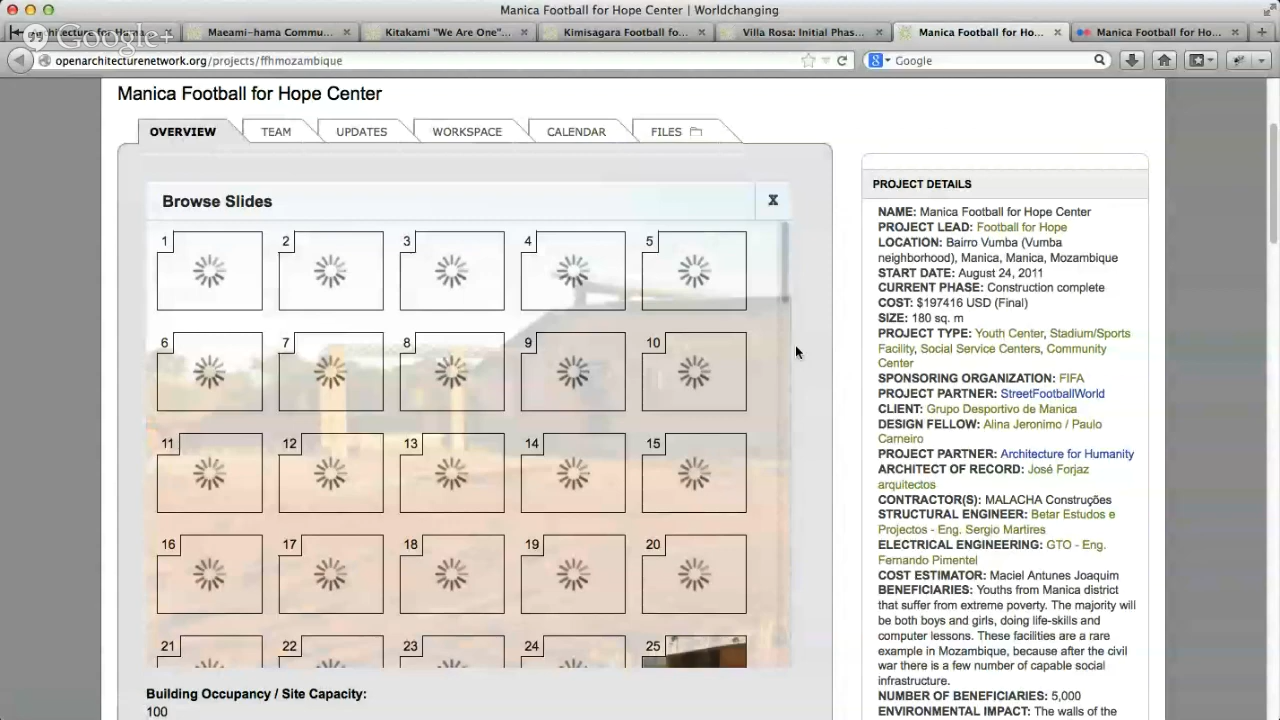 Manica Football for Hope Center | Worldchanging
Google+
Maeami-hama Commu...
Kitakami "We Are One"...
Kimisagara Football fo...
Villa Rosa: Initial Phas...
Manica Football for Ho...
Manica Football for Ho...
openarchitecturenetwork.org/projects/ffhmozambique
Google
Manica Football for Hope Center
OVERVIEW
TEAM
UPDATES
WORKSPACE
CALENDAR
FILES
Browse Slides
X
1
2
3
4
5
6
7
8
9
10
11
12
13
14
15
16
17
18
19
20
21
22
23
24
25
Building Occupancy / Site Capacity:
100
PROJECT DETAILS
NAME: Manica Football for Hope Center
PROJECT LEAD: Football for Hope
LOCATION: Bairro Vumba (Vumba
neighborhood), Manica, Manica, Mozambique
START DATE: August 24, 2011
CURRENT PHASE: Construction complete
COST: $197416 USD (Final)
SIZE: 180 sq. m
PROJECT TYPE: Youth Center, Stadium/Sports
Facility, Social Service Centers, Community
Center
SPONSORING ORGANIZATION: FIFA
PROJECT PARTNER: StreetFootballWorld
CLIENT: Grupo Desportivo de Manica
DESIGN FELLOW: Alina Jeronimo / Paulo
Carneiro
PROJECT PARTNER: Architecture for Humanity
ARCHITECT OF RECORD: José Forjaz
arquitectos
CONTRACTOR(S): MALACHA Construções
STRUCTURAL ENGINEER: Betar Estudos e
Projectos - Eng. Sergio Martires
ELECTRICAL ENGINEERING: GTO - Eng.
Fernando Pimentel
COST ESTIMATOR: Maciel Antunes Joaquim
BENEFICIARIES: Youths from Manica district
that suffer from extreme poverty. The majority will
be both boys and girls, doing life-skills and
computer lessons. These facilities are a rare
example in Mozambique, because after the civil
war there is a few number of capable social
infrastructure.
NUMBER OF BENEFICIARIES: 5,000
ENVIRONMENTAL IMPACT: The walls of the